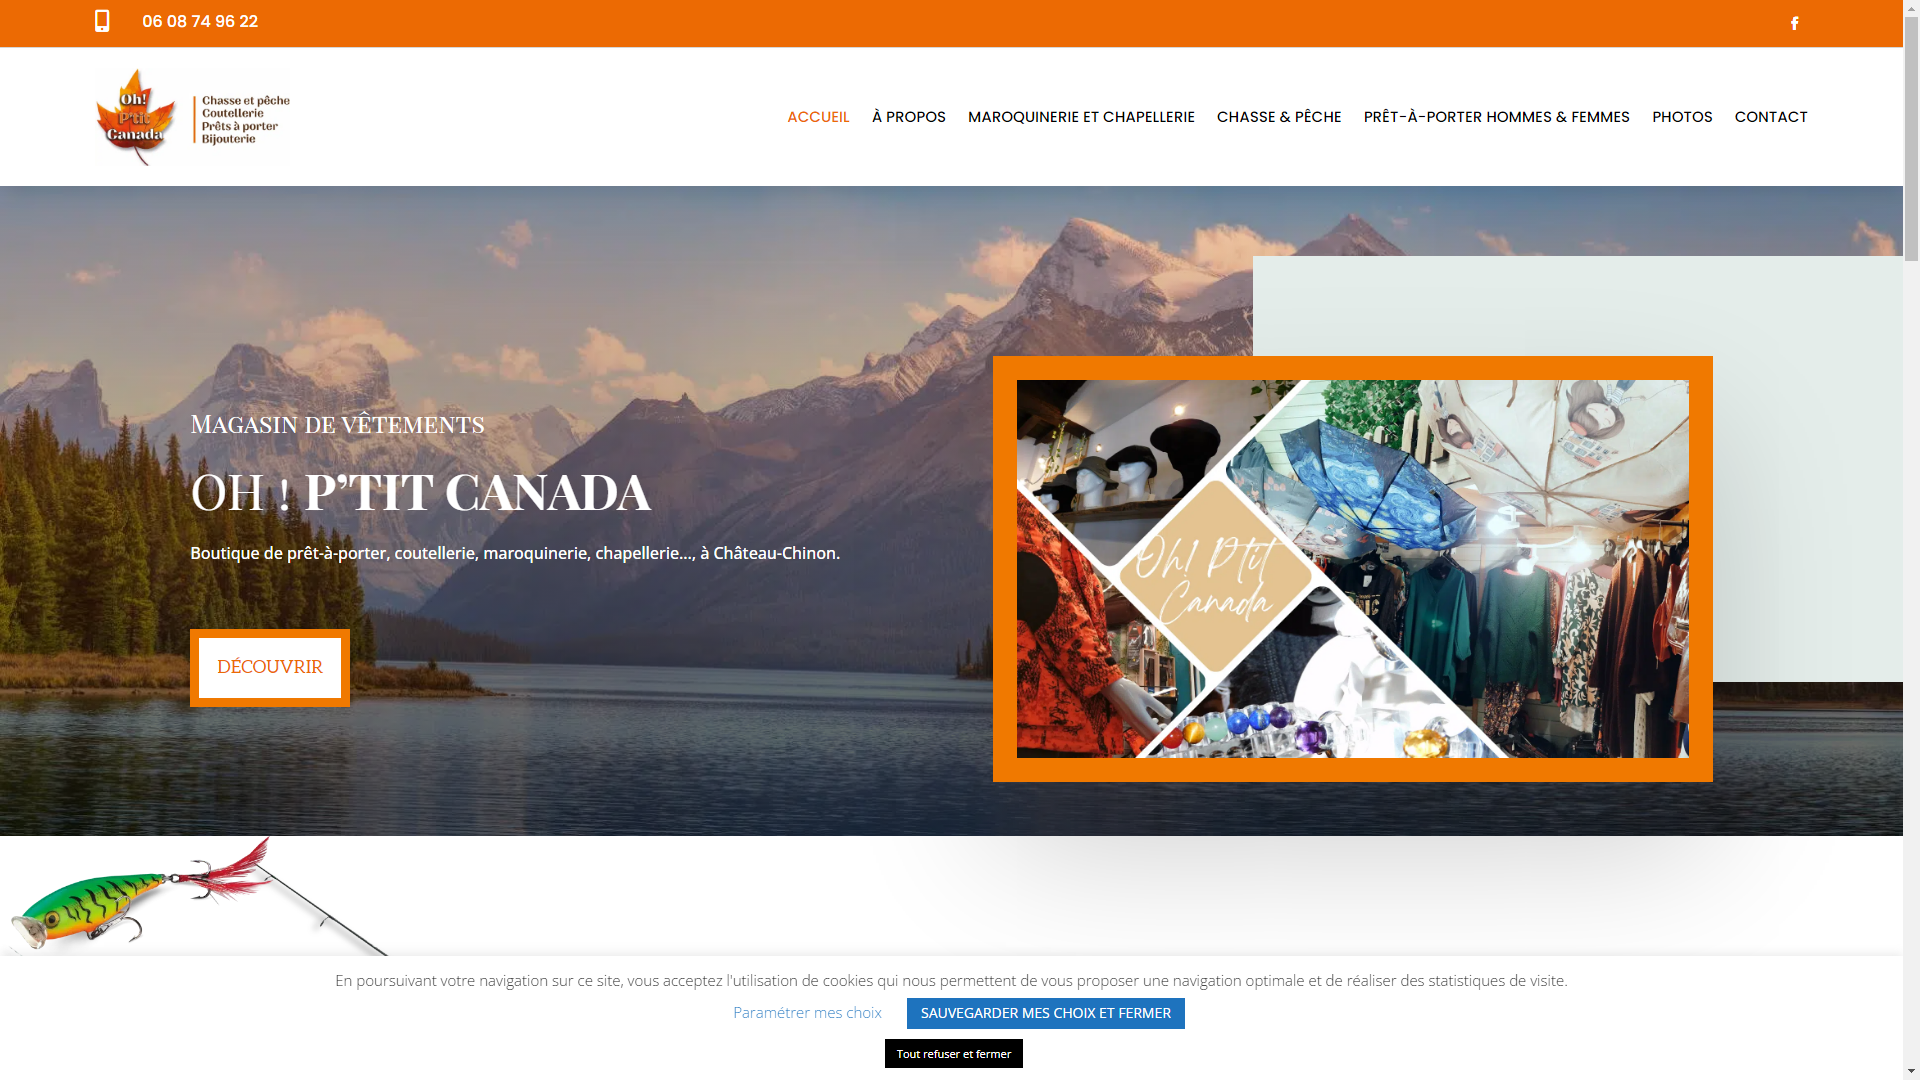 06 08 74 96 22
Oh!
P'tit
Canada
Chasse et pêche
Coutellerie
Prêts à porter
Bijouterie
ACCUEIL À PROPOS MAROQUINERIE ET CHAPELLERIE CHASSE & PÊCHE PRÊT-À-PORTER HOMMES & FEMMES PHOTOS CONTACT
Magasin de vêtements
OH ! P’TIT CANADA
Boutique de prêt-à-porter, coutellerie, maroquinerie, chapellerie…, à Château-Chinon.
DÉCOUVRIR
Oh! P'tit
Canada
En poursuivant votre navigation sur ce site, vous acceptez l'utilisation de cookies qui nous permettent de vous proposer une navigation optimale et de réaliser des statistiques de visite.
Paramétrer mes choix SAUVEGARDER MES CHOIX ET FERMER
Tout refuser et fermer